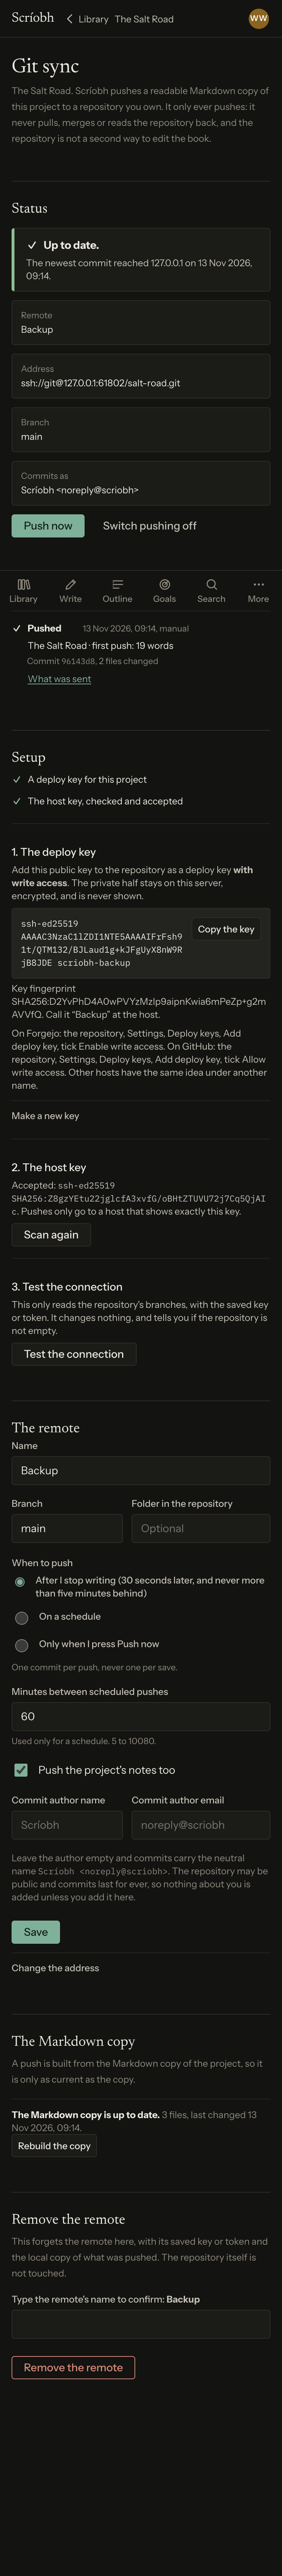 Scríobh
Library
The Salt Road
WW
Git sync
The Salt Road. Scríobh pushes a readable Markdown copy of
this project to a repository you own. It only ever pushes: it
never pulls, merges or reads the repository back, and the
repository is not a second way to edit the book.
Status
Up to date.
The newest commit reached 127.0.0.1 on 13 Nov 2026,
09:14.
Remote
Backup
Address
ssh://git@127.0.0.1:61802/salt-road.git
Branch
main
Commits as
Scríobh <noreply@scriobh>
Push now
Switch pushing off
Library
Write
Outline
Goals
Search
More
Pushed
13 Nov 2026, 09:14, manual
The Salt Road · first push: 19 words
Commit 96143d8, 2 files changed
What was sent
Setup
A deploy key for this project
The host key, checked and accepted
1. The deploy key
Add this public key to the repository as a deploy key with
write access. The private half stays on this server,
encrypted, and is never shown.
ssh-ed25519
AAAAC3NzaC1lZDI1NTE5AAAAIFrFsh9
1t/QTM132/BJLaud1g+kJFgUyX8nW9R
jB8JDE scriobh-backup
Copy the key
Key fingerprint
SHA256:D2YvPhD4A0wPVYzMzlp9aipnKwia6mPeZp+g2m
AVVfQ. Call it “Backup” at the host.
On Forgejo: the repository, Settings, Deploy keys, Add
deploy key, tick Enable write access. On GitHub: the
repository, Settings, Deploy keys, Add deploy key, tick Allow
write access. Other hosts have the same idea under another
name.
Make a new key
2. The host key
Accepted: ssh-ed25519
SHA256:Z8gzYEtu22jglcfA3xvfG/oBHtZTUVU72j7Cq5QjAI
c. Pushes only go to a host that shows exactly this key.
Scan again
3. Test the connection
This only reads the repository's branches, with the saved key
or token. It changes nothing, and tells you if the repository is
not empty.
Test the connection
The remote
Name
Backup
Branch
Folder in the repository
main
Optional
When to push
After I stop writing (30 seconds later, and never more
than five minutes behind)
On a schedule
Only when I press Push now
One commit per push, never one per save.
Minutes between scheduled pushes
60
Used only for a schedule. 5 to 10080.
Push the project's notes too
Commit author name
Commit author email
Scríobh
noreply@scriobh
Leave the author empty and commits carry the neutral
name Scríobh <noreply@scriobh>. The repository may be
public and commits last for ever, so nothing about you is
added unless you add it here.
Save
Change the address
The Markdown copy
A push is built from the Markdown copy of the project, so it
is only as current as the copy.
The Markdown copy is up to date. 3 files, last changed 13
Nov 2026, 09:14.
Rebuild the copy
Remove the remote
This forgets the remote here, with its saved key or token and
the local copy of what was pushed. The repository itself is
not touched.
Type the remote's name to confirm: Backup
Remove the remote